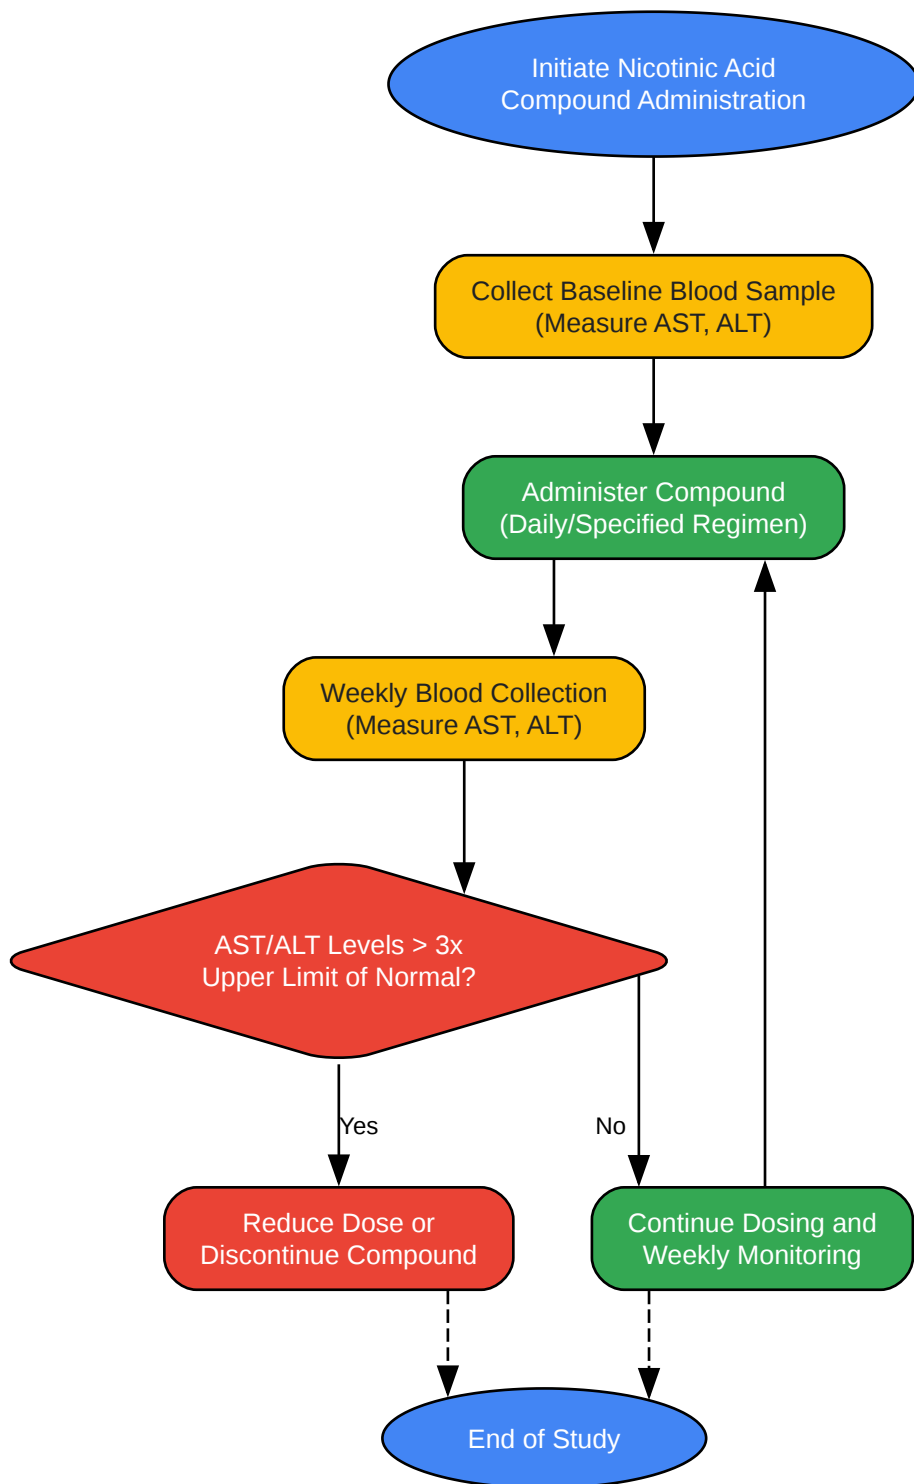 Initiate Nicotinic Acid
Compound Administration
Collect Baseline Blood Sample
(Measure AST, ALT)
Administer Compound
(Daily/Specified Regimen)
Weekly Blood Collection
(Measure AST, ALT)
AST/ALT Levels > 3x
Upper Limit of Normal?
Yes
No
Reduce Dose or
Discontinue Compound
Continue Dosing and
Weekly Monitoring
End of Study